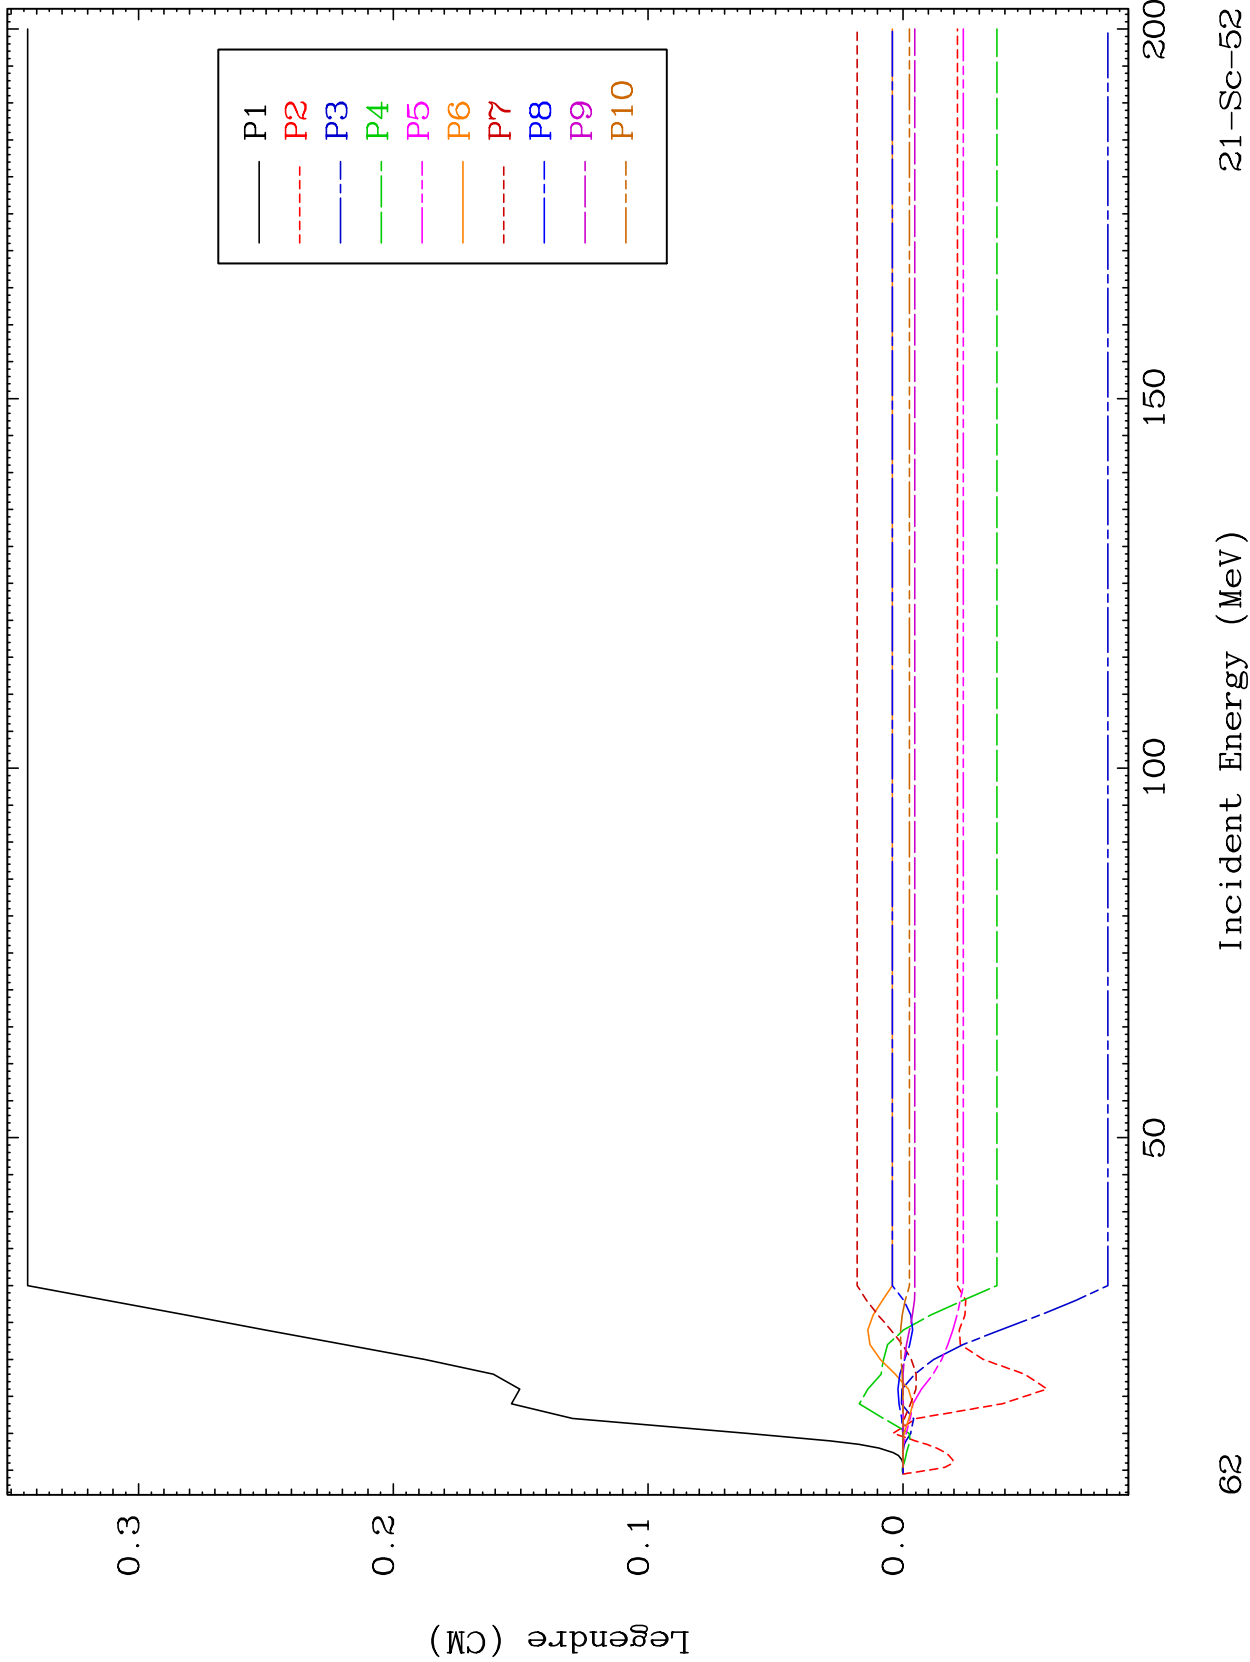 Legendre (CM)
0.3
0.2
0.1
0.0
P1
P2
P3
P4
P5
P6
P7
P8
P9
P10
50
100
150
200
Incident Energy (MeV)
62
21-Sc-52